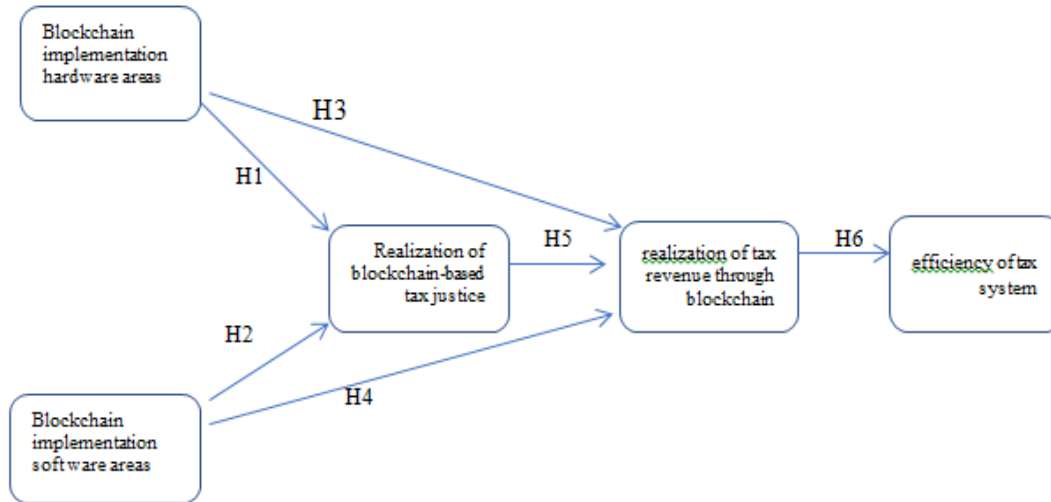 Blockchain
implementation
hardware areas
H3
H1
Realization of
blockchain-based
tax justice
H5
realization of tax
revenue through
blockchain
H6
efficiency of tax
system
H2
H4
Blockchain
implementation
software areas